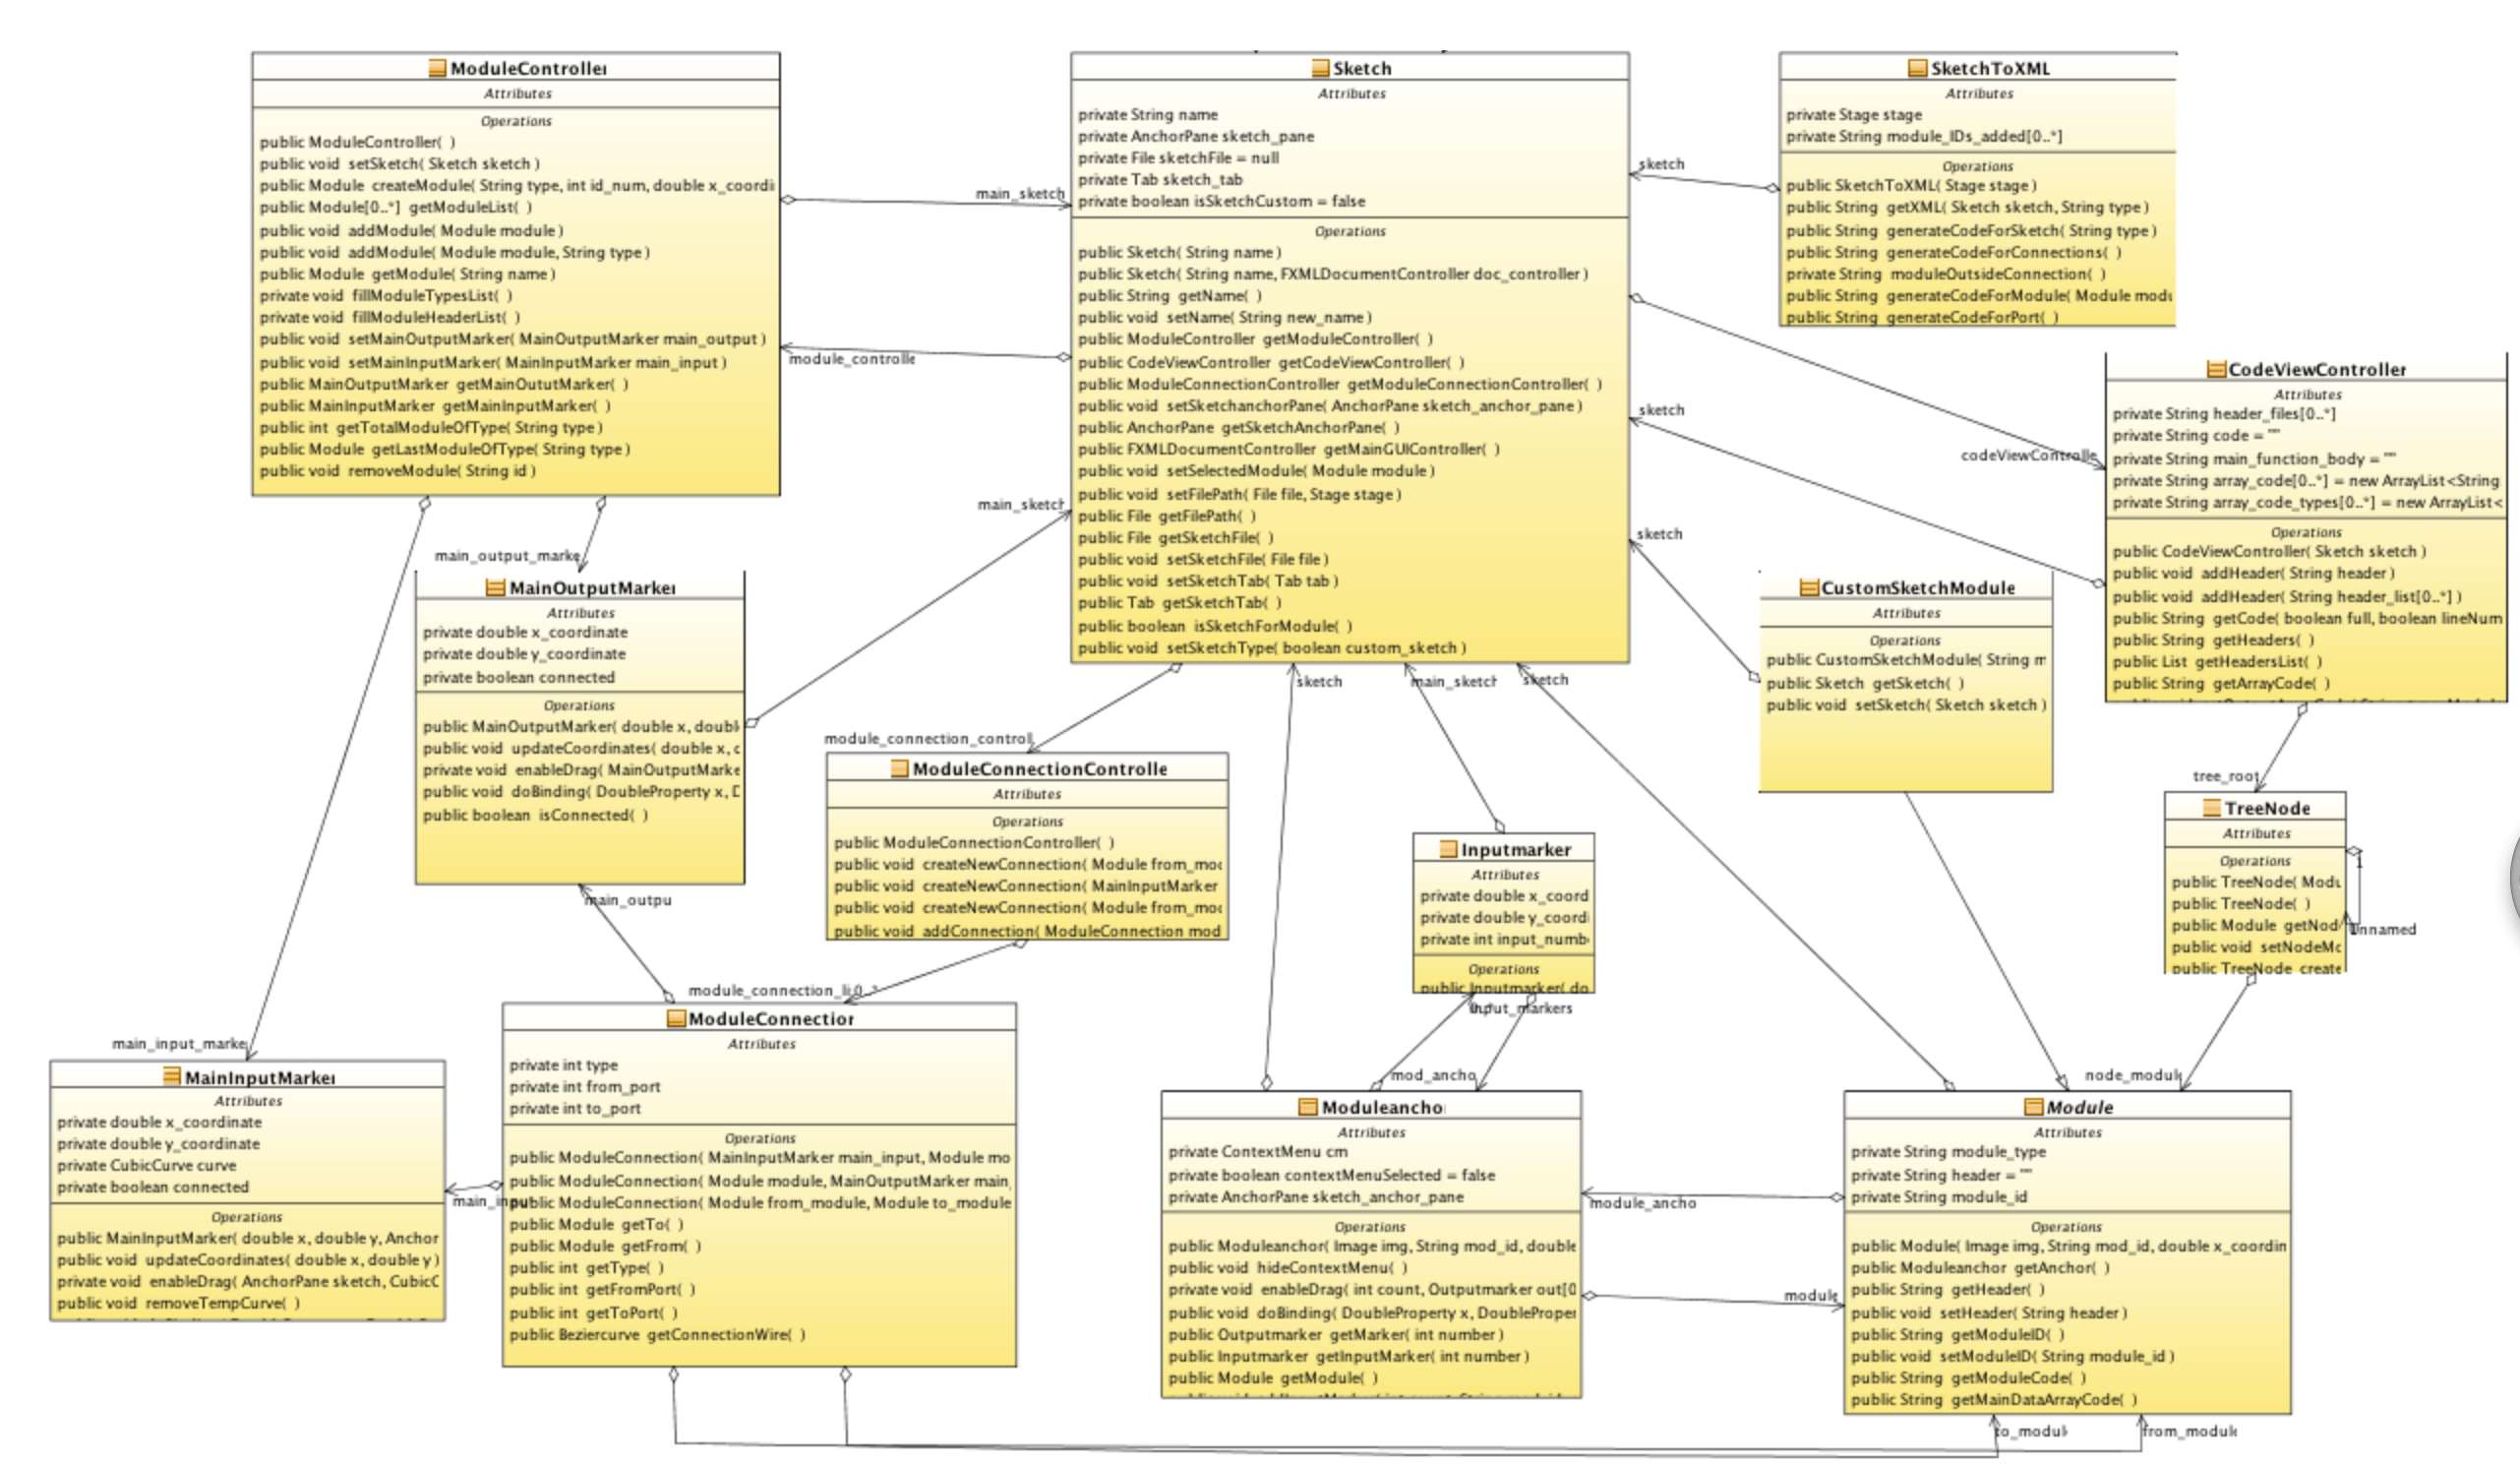 ModuleController
Attributes
Operations
public ModuleController( )
public void setSketch( Sketch sketch )
public Module createModule( String type, int id_num, double x_coordi
public Module[0..*] getModuleList( )
public void addModule( Module module )
public void addModule( Module module, String type )
public Module getModule( String name )
private void fillModuleTypesList( )
private void fillModuleHeaderList( )
public void setMainOutputMarker( MainOutputMarker main_output )
public void setMainInputMarker( MainInputMarker main_input )
public MainOutputMarker getMainOututMarker( )
public MainInputMarker getMainInputMarker( )
public int getTotalModuleOfType( String type )
public Module getLastModuleOfType( String type )
public void removeModule( String id )
main_sketch
module_controlle
Sketch
Attributes
private String name
private AnchorPane sketch_pane
private File sketchFile = null
private Tab sketch_tab
private boolean isSketchCustom = false
Operations
public Sketch( String name )
public Sketch( String name, FXMLDocumentController doc_controller )
public String getName( )
public void setName( String new_name )
public ModuleController getModuleController( )
public CodeViewController getCodeViewController( )
public ModuleConnectionController getModuleConnectionController( )
public void setSketchanchorPane( AnchorPane sketch_anchor_pane )
public AnchorPane getSketchAnchorPane( )
public FXMLDocumentController getMainGUIController( )
public void setSelectedModule( Module module )
public void setFilePath( File file, Stage stage )
public File getFilePath( )
public File getSketchFile( )
public void setSketchFile( File file )
public void setSketchTab( Tab tab )
public Tab getSketchTab( )
public boolean isSketchForModule( )
public void setSketchType( boolean custom_sketch )
sketch
SketchToXML
Attributes
private Stage stage
private String module_IDs_added[0..*]
Operations
public SketchToXML( Stage stage )
public String getXML( Sketch sketch, String type )
public String generateCodeForSketch( String type )
public String generateCodeForConnections( )
private String moduleOutsideConnection( )
public String generateCodeForModule( Module modu
public String generateCodeForPort( )
sketch
codeViewControlle
CodeViewController
Attributes
private String header_files[0..*]
private String code = ""
private String main_function_body = ""
private String array_code[0..*] = new ArrayList<String
private String array_code_types[0..*] = new ArrayList<
Operations
public CodeViewController( Sketch sketch )
public void addHeader( String header )
public void addHeader( String header_list[0..*] )
public String getCode( boolean full, boolean lineNum
public String getHeaders( )
public List getHeadersList( )
public String getArrayCode( )
main_output_marke
main_sketch
MainOutputMarker
Attributes
private double x_coordinate
private double y_coordinate
private boolean connected
Operations
public MainOutputMarker( double x, doubl
public void updateCoordinates( double x, c
private void enableDrag( MainOutputMarke
public void doBinding( DoubleProperty x, D
public boolean isConnected( )
main_outpu
sketch
CustomSketchModule
Attributes
Operations
public CustomSketchModule( String m
public Sketch getSketch( )
public void setSketch( Sketch sketch )
sketch
main_sketch
sketch
module_connection_control
ModuleConnectionControlle
Attributes
Operations
public ModuleConnectionController( )
public void createNewConnection( Module from_mod
public void createNewConnection( MainInputMarker
public void createNewConnection( Module from_mod
public void addConnection( ModuleConnection mod
module_connection_li
0..*
Inputmarker
Attributes
private double x_coord
private double y_coordi
private int input_numb
Operations
public Inputmarker( do
input_markers
mod_ancho
tree_root
TreeNode
Attributes
Operations
public TreeNode( Modu
public TreeNode( )
public Module getNod
public void setNodeMc
public TreeNode create
1
Unnamed
node_module
main_input_marke
MainInputMarker
Attributes
private double x_coordinate
private double y_coordinate
private CubicCurve curve
private boolean connected
Operations
public MainInputMarker( double x, double y, Anchor
public void updateCoordinates( double x, double y )
private void enableDrag( AnchorPane sketch, CubicC
public void removeTempCurve( )
main_input
ModuleConnection
Attributes
private int type
private int from_port
private int to_port
Operations
public ModuleConnection( MainInputMarker main_input, Module mo
public ModuleConnection( Module module, MainOutputMarker main_
public ModuleConnection( Module from_module, Module to_module
public Module getTo( )
public Module getFrom( )
public int getType( )
public int getFromPort( )
public int getToPort( )
public Beziercurve getConnectionWire( )
Moduleancho
Attributes
private ContextMenu cm
private boolean contextMenuSelected = false
private AnchorPane sketch_anchor_pane
Operations
public Moduleanchor( Image img, String mod_id, double
public void hideContextMenu( )
private void enableDrag( int count, Outputmarker out[0
public void doBinding( DoubleProperty x, DoubleProper
public Outputmarker getMarker( int number )
public Inputmarker getInputMarker( int number )
public Module getModule( )
module_ancho
module
Module
Attributes
private String module_type
private String header = ""
private String module_id
Operations
public Module( Image img, String mod_id, double x_coordin
public Moduleanchor getAnchor( )
public String getHeader( )
public void setHeader( String header )
public String getModuleID( )
public void setModuleID( String module_id )
public String getModuleCode( )
public String getMainDataArrayCode( )
to_module
from_module